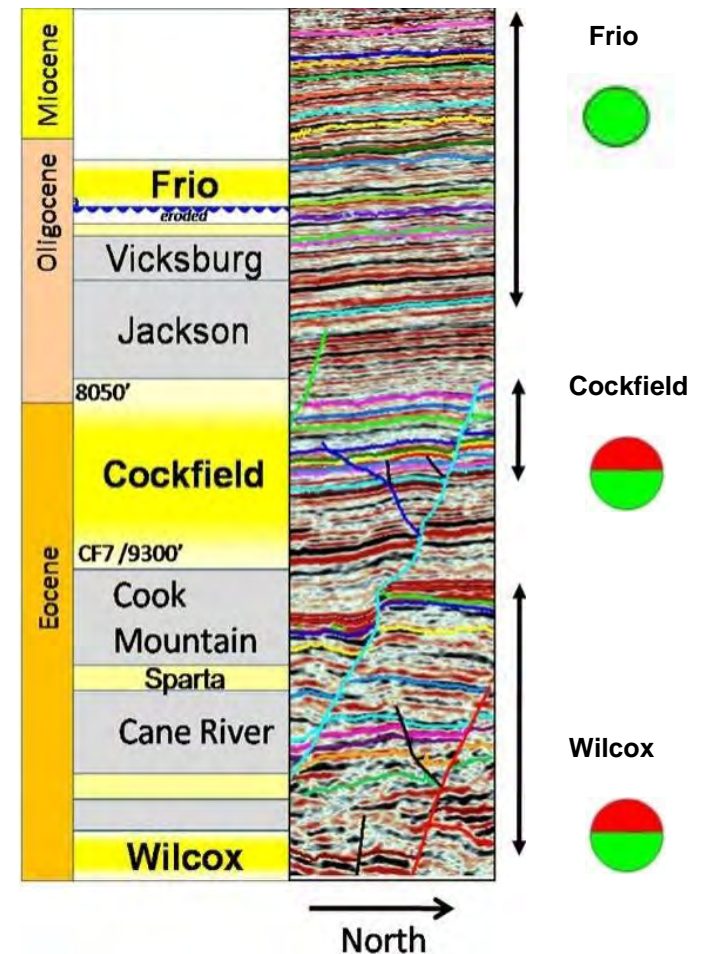 Miocene
Oligocene
Eocene
Frio
eroded
Vicksburg
Jackson
8050’
Cockfield
CF7 /9300’
Cook
Mountain
Sparta
Cane River
Wilcox
Frio
Cockfield
Wilcox
North